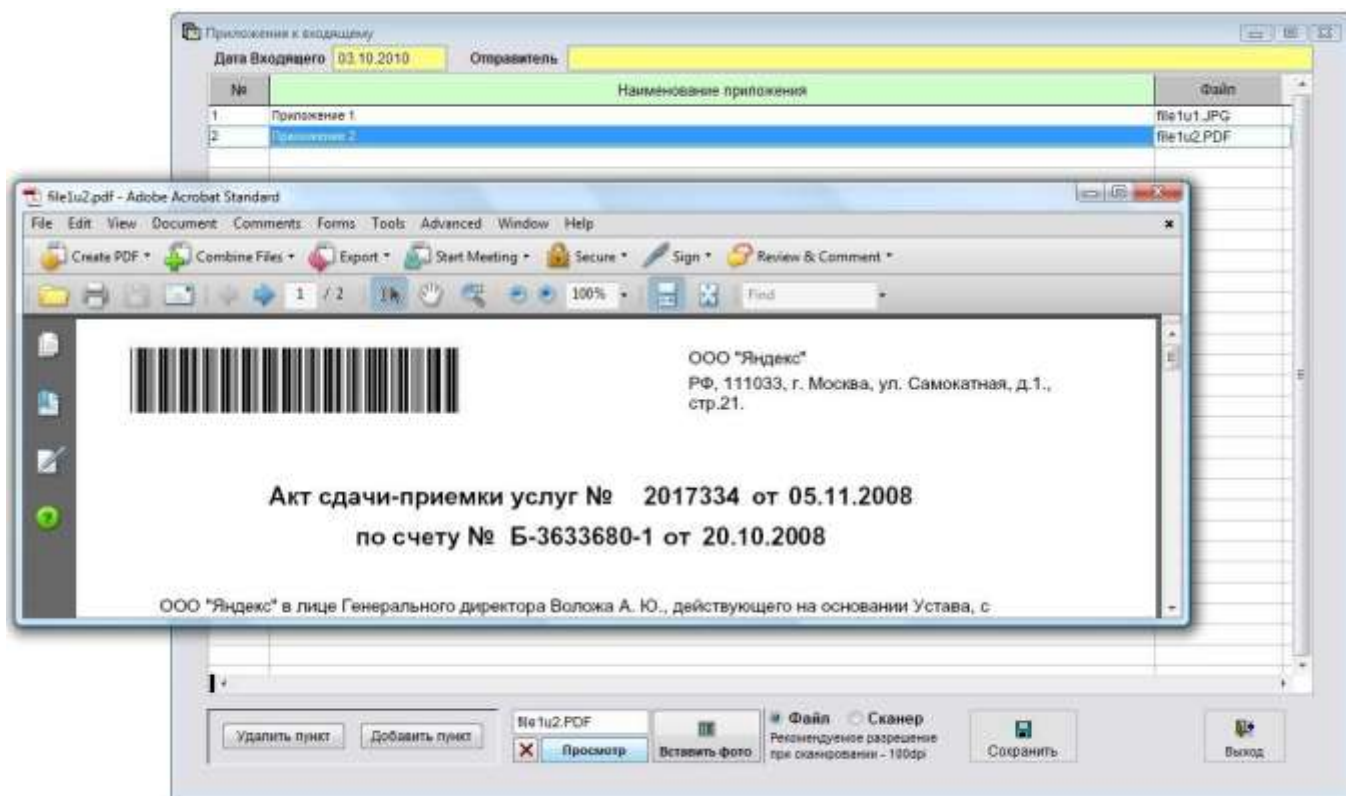 Приложения к входящему
Дата Входящего 03.10.2010 Отправитель
№ Наименование приложения Файл
1 Приложение 1 file1u1.JPG
2 Приложение 2 file1u2.PDF
file1u2.pdf - Adobe Acrobat Standard
File Edit View Document Comments Forms Tools Advanced Window Help
Create PDF Combine Files Export Start Meeting Secure Sign Review & Comment
1 / 2 100% Find
ООО "Яндекс"
РФ, 111033, г. Москва, ул. Самокатная, д.1.,
стр.21.
Акт сдачи-приемки услуг № 2017334 от 05.11.2008
по счету № Б-3633680-1 от 20.10.2008
ООО "Яндекс" в лице Генерального директора Воложа А. Ю., действующего на основании Устава, с
Удалить пункт Добавить пункт
file1u2.PDF
Просмотр
Вставить фото
Файл Сканер
Рекомендуемое разрешение
при сканировании - 100dpi
Сохранить
Выход